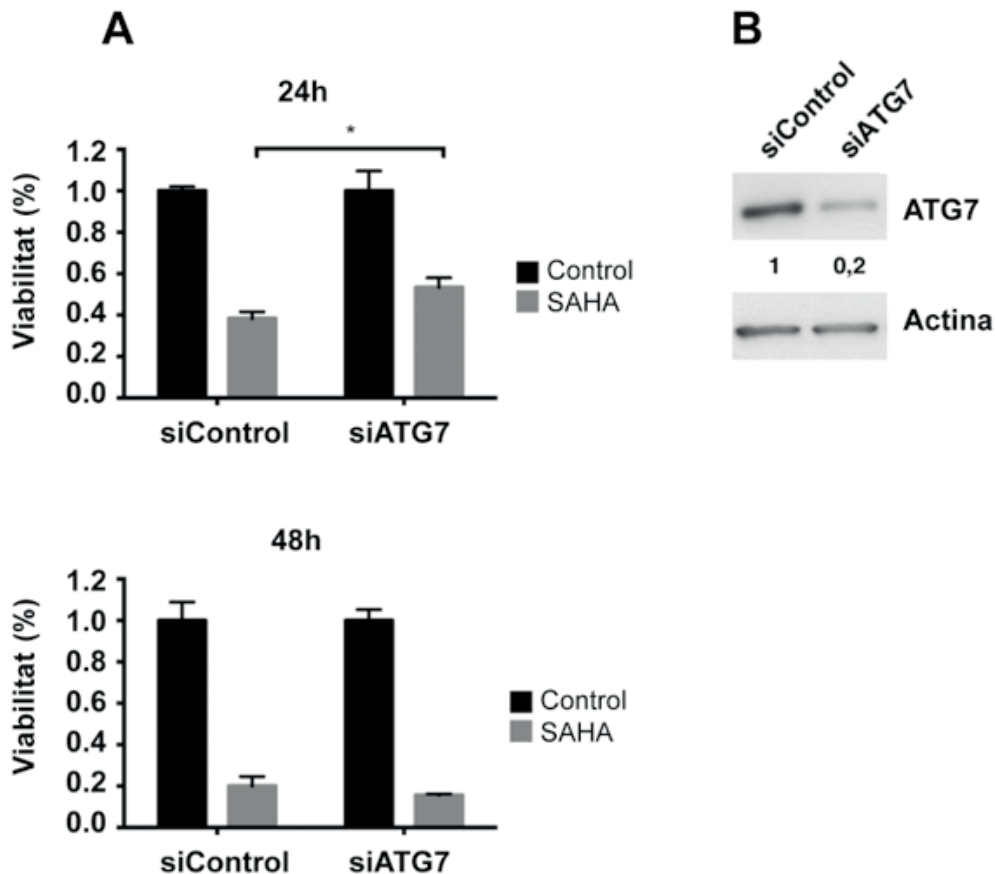 A
24h
*
Viabilitat (%)
1.2
1.0
0.8
0.6
0.4
0.2
0.0
siControl siATG7
Control
SAHA
48h
Viabilitat (%)
1.2
1.0
0.8
0.6
0.4
0.2
0.0
siControl siATG7
Control
SAHA
B
siControl siATG7
ATG7
1 0,2
Actina